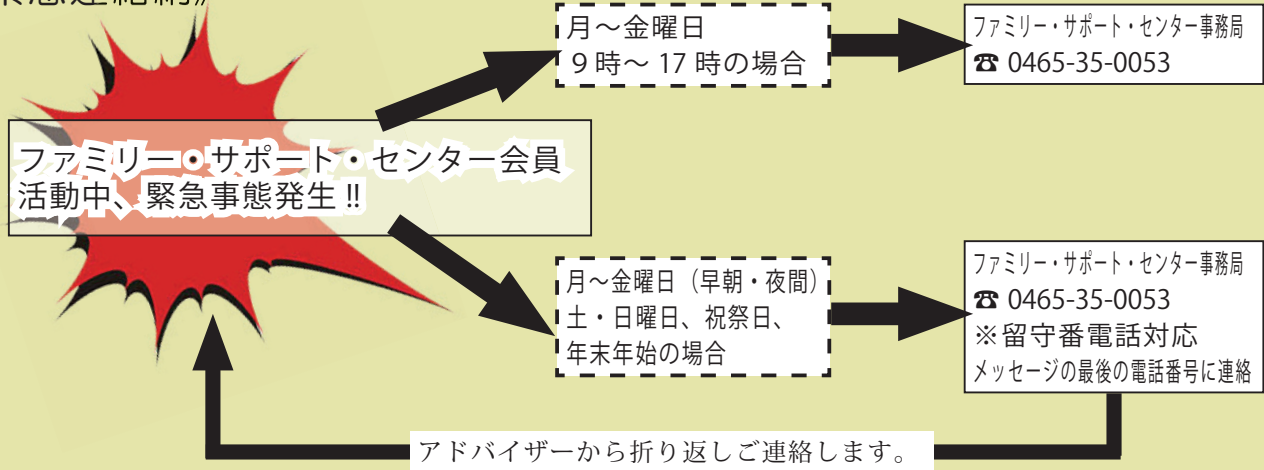 月～金曜日
９時～ 17 時の場合
ファミリー・サポート・センター事務局
☎ 0465-35-0053
ファミリー・サポート・センター会員
活動中、緊急事態発生 !!
月～金曜日（早朝・夜間）
土・日曜日、祝祭日、
年末年始の場合
ファミリー・サポート・センター事務局
☎ 0465-35-0053
※留守番電話対応
メッセージの最後の電話番号に連絡
アドバイザーから折り返しご連絡します。